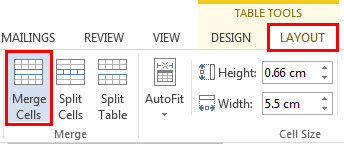 TABLE TOOLS
MAILINGS REVIEW VIEW DESIGN LAYOUT
Merge Cells
Split Cells
Split Table
AutoFit
Height: 0.66 cm
Width: 5.5 cm
Merge
Cell Size